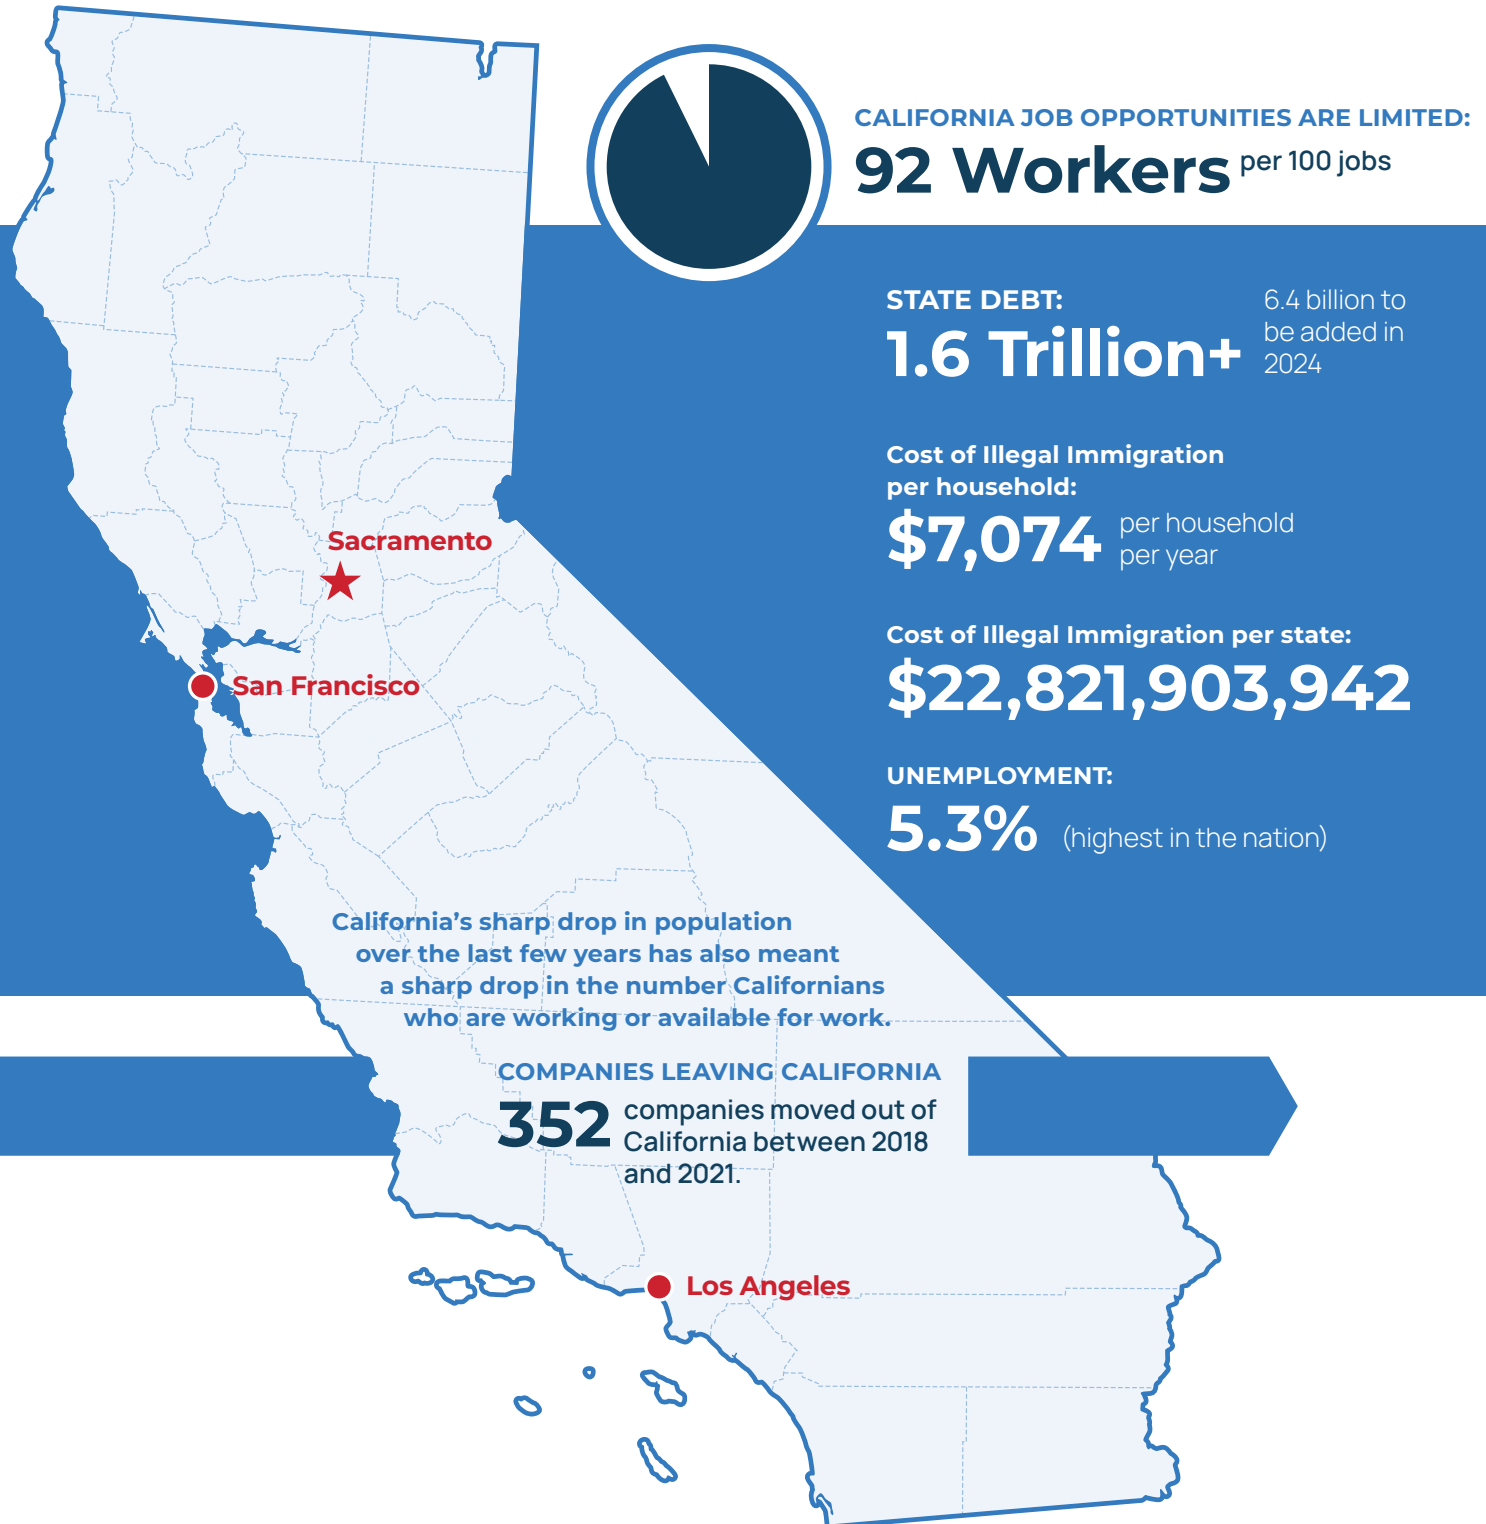 CALIFORNIA JOB OPPORTUNITIES ARE LIMITED:
92 Workers per 100 jobs
STATE DEBT:
1.6 Trillion+
6.4 billion to
be added in
2024
Cost of Illegal Immigration
per household:
$7,074
per household
per year
Sacramento
Cost of Illegal Immigration per state:
$22,821,903,942
San Francisco
UNEMPLOYMENT:
5.3% (highest in the nation)
California's sharp drop in population
over the last few years has also meant
a sharp drop in the number Californians
who are working or available for work.
COMPANIES LEAVING CALIFORNIA
352
companies moved out of
California between 2018
and 2021.
Los Angeles